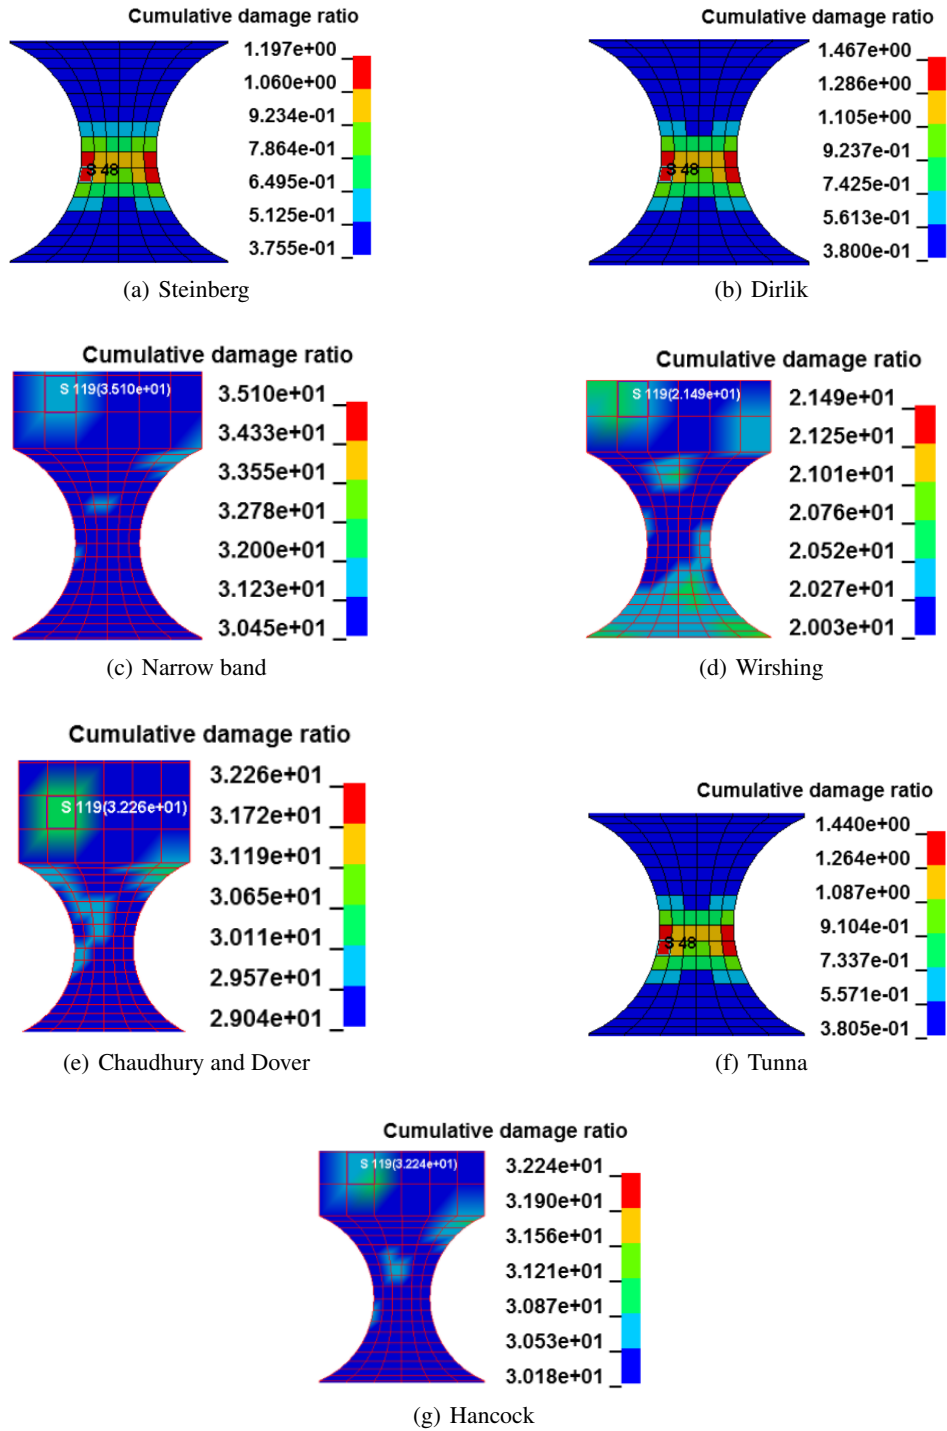 Cumulative damage ratio
1.197e+00
1.060e+00
9.234e-01
7.864e-01
6.495e-01
5.125e-01
3.755e-01
S 48
(a) Steinberg
Cumulative damage ratio
1.467e+00
1.286e+00
1.105e+00
9.237e-01
7.425e-01
5.613e-01
3.800e-01
S 48
(b) Dirlik
Cumulative damage ratio
S 119(3.510e+01)
3.510e+01
3.433e+01
3.355e+01
3.278e+01
3.200e+01
3.123e+01
3.045e+01
(c) Narrow band
Cumulative damage ratio
S 119(2.149e+01)
2.149e+01
2.125e+01
2.101e+01
2.076e+01
2.052e+01
2.027e+01
2.003e+01
(d) Wirshing
Cumulative damage ratio
S 119(3.226e+01)
3.226e+01
3.172e+01
3.119e+01
3.065e+01
3.011e+01
2.957e+01
2.904e+01
(e) Chaudhury and Dover
Cumulative damage ratio
1.440e+00
1.264e+00
1.087e+00
9.104e-01
7.337e-01
5.571e-01
3.805e-01
S 48
(f) Tunna
Cumulative damage ratio
S 119(3.224e+01)
3.224e+01
3.190e+01
3.156e+01
3.121e+01
3.087e+01
3.053e+01
3.018e+01
(g) Hancock